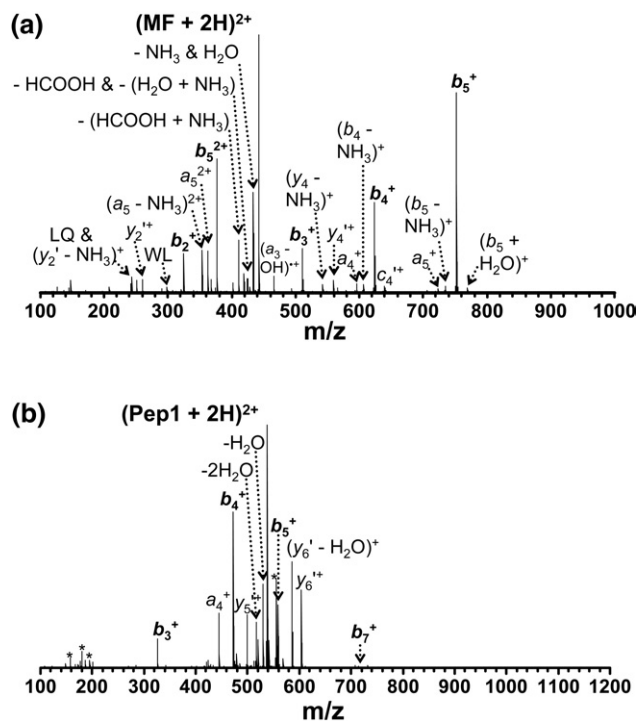 (a)
(MF + 2H)²⁺
- NH₃ & H₂O
- HCOOH & - (H₂O + NH₃)
- (HCOOH + NH₃)
b₅²⁺
a₅²⁺
(a₅ - NH₃)²⁺
b₂⁺
LQ & (y₂' - NH₃)⁺
y₂'⁺
WL
(a₃ - OH)•⁺
b₃⁺
(y₄ - NH₃)⁺
y₄'⁺
a₄⁺
(b₄ - NH₃)⁺
b₄⁺
c₄'⁺
(b₅ - NH₃)⁺
a₅⁺
b₅⁺
(b₅ + H₂O)⁺
100 200 300 400 500 600 700 800 900 1000
m/z
(b)
(Pep1 + 2H)²⁺
-H₂O
-2H₂O
b₄⁺
b₅⁺
(y₆' - H₂O)⁺
a₄⁺
y₅'⁺
*
y₆'⁺
b₃⁺
b₇⁺
* * *
100 200 300 400 500 600 700 800 900 1000 1100 1200
m/z